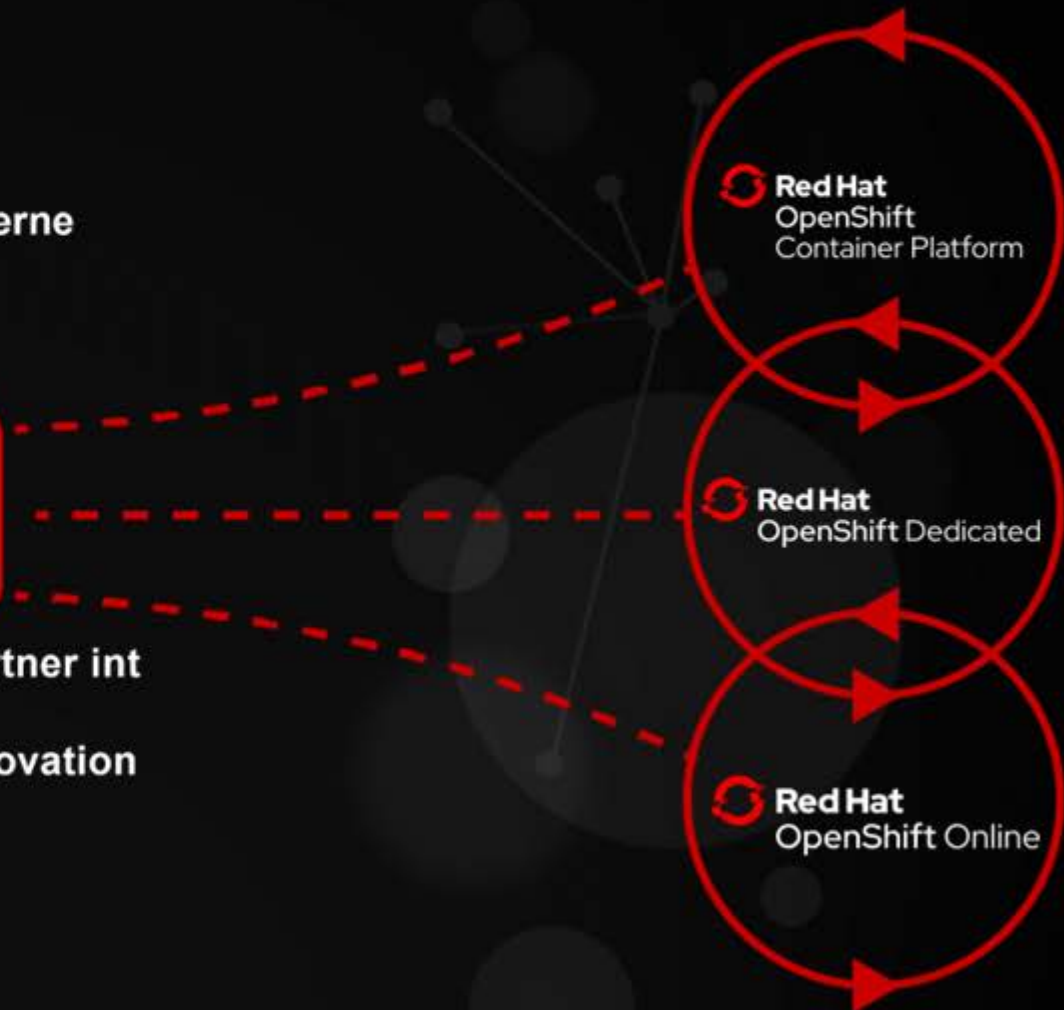 erne
Red Hat
OpenShift
Container Platform
Red Hat
OpenShift Dedicated
tner int
ovation
Red Hat
OpenShift Online